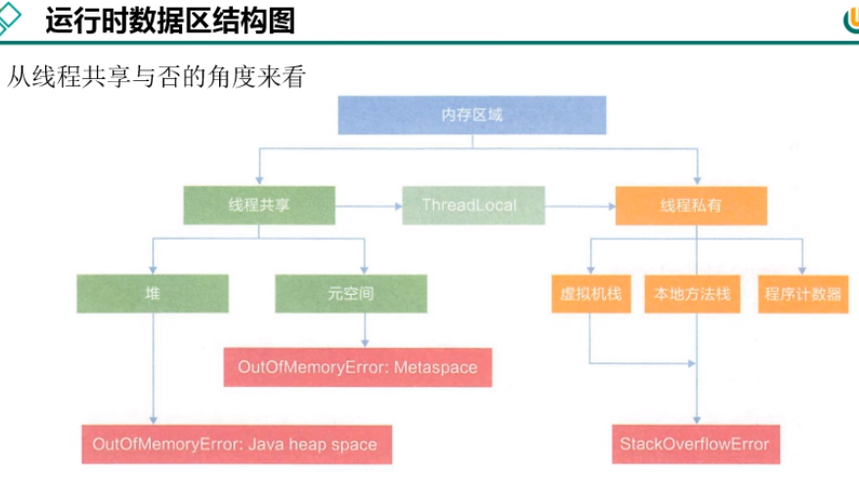 运行时数据区结构图
从线程共享与否的角度来看
内存区域
线程共享
ThreadLocal
线程私有
堆
元空间
虚拟机栈
本地方法栈
程序计数器
OutOfMemoryError: Metaspace
OutOfMemoryError: Java heap space
StackOverflowError